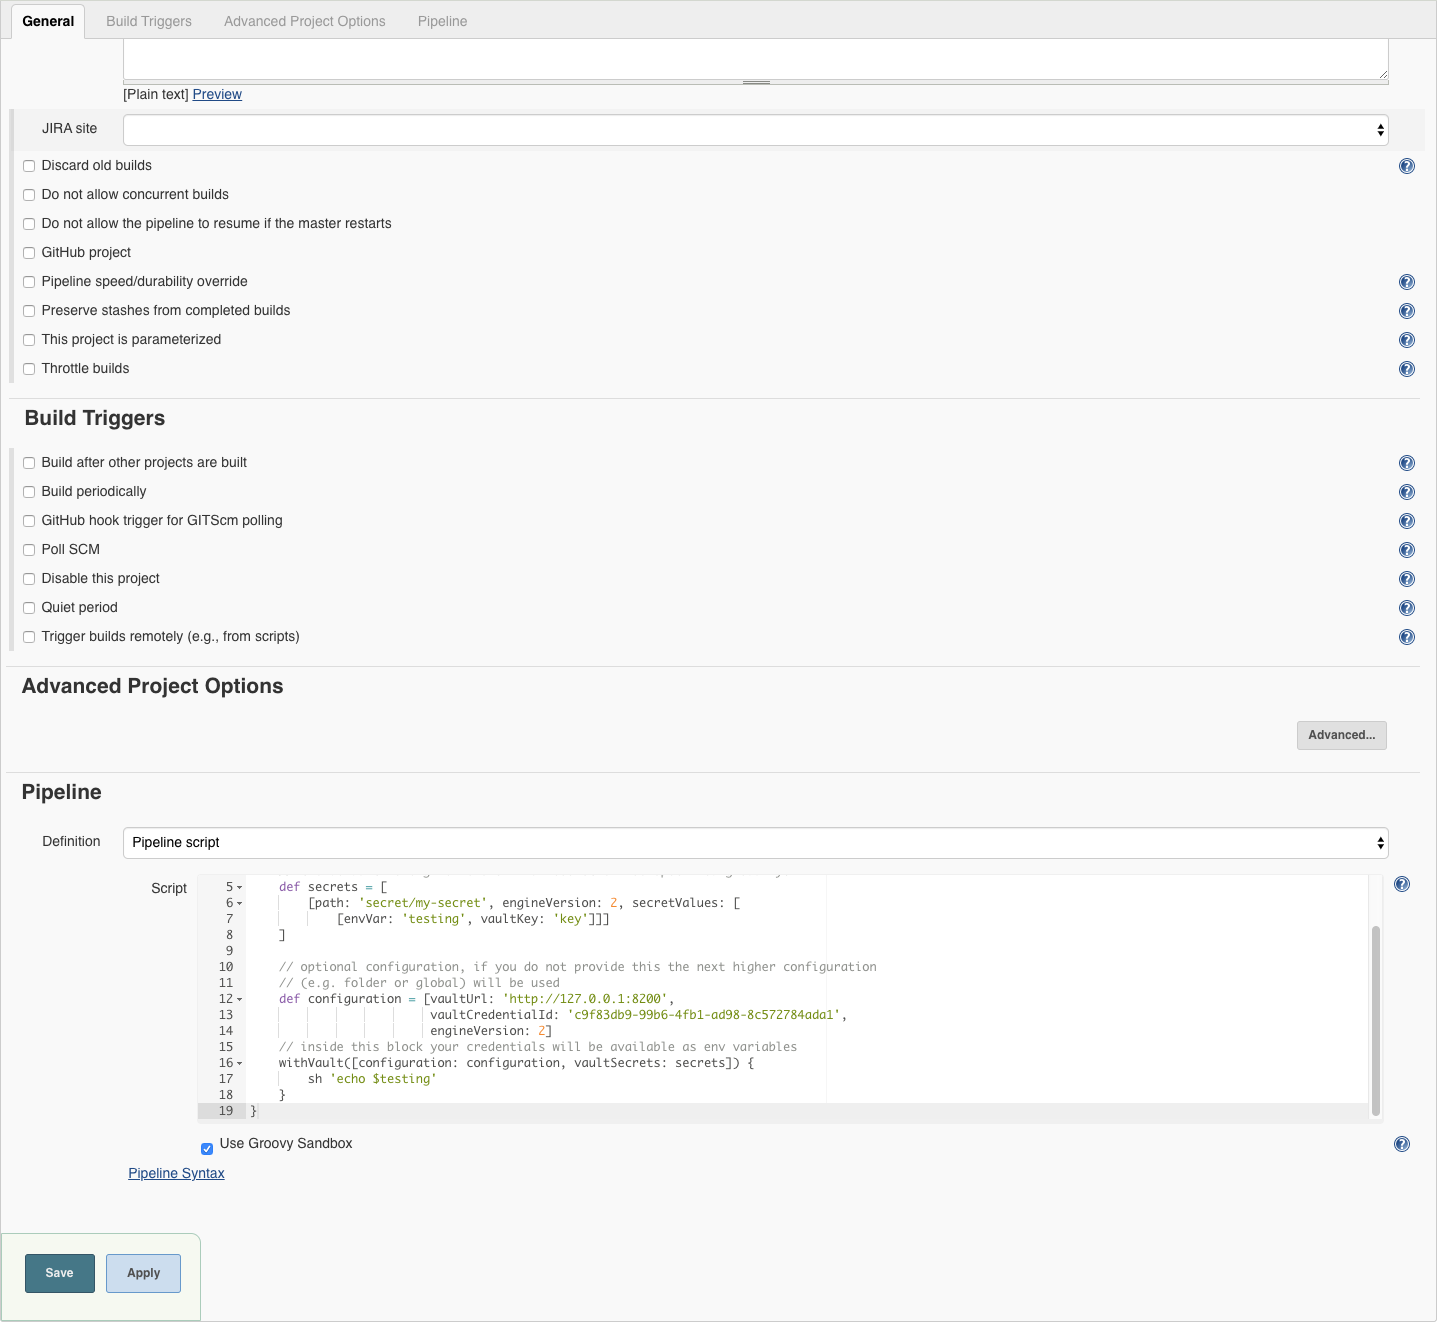 General Build Triggers Advanced Project Options Pipeline
[Plain text] Preview
JIRA site
Discard old builds
Do not allow concurrent builds
Do not allow the pipeline to resume if the master restarts
GitHub project
Pipeline speed/durability override
Preserve stashes from completed builds
This project is parameterized
Throttle builds
Build Triggers
Build after other projects are built
Build periodically
GitHub hook trigger for GITScm polling
Poll SCM
Disable this project
Quiet period
Trigger builds remotely (e.g., from scripts)
Advanced Project Options
Advanced...
Pipeline
Definition Pipeline script
Script
5 def secrets = [
6 [path: 'secret/my-secret', engineVersion: 2, secretValues: [
7 [envVar: 'testing', vaultKey: 'key']]]
8 ]
9
10 // optional configuration, if you do not provide this the next higher configuration
11 // (e.g. folder or global) will be used
12 def configuration = [vaultUrl: 'http://127.0.0.1:8200',
13 vaultCredentialId: 'c9f83db9-99b6-4fb1-ad98-8c572784ada1',
14 engineVersion: 2]
15 // inside this block your credentials will be available as env variables
16 withVault([configuration: configuration, vaultSecrets: secrets]) {
17 sh 'echo $testing'
18 }
19 }
Use Groovy Sandbox
Pipeline Syntax
Save Apply